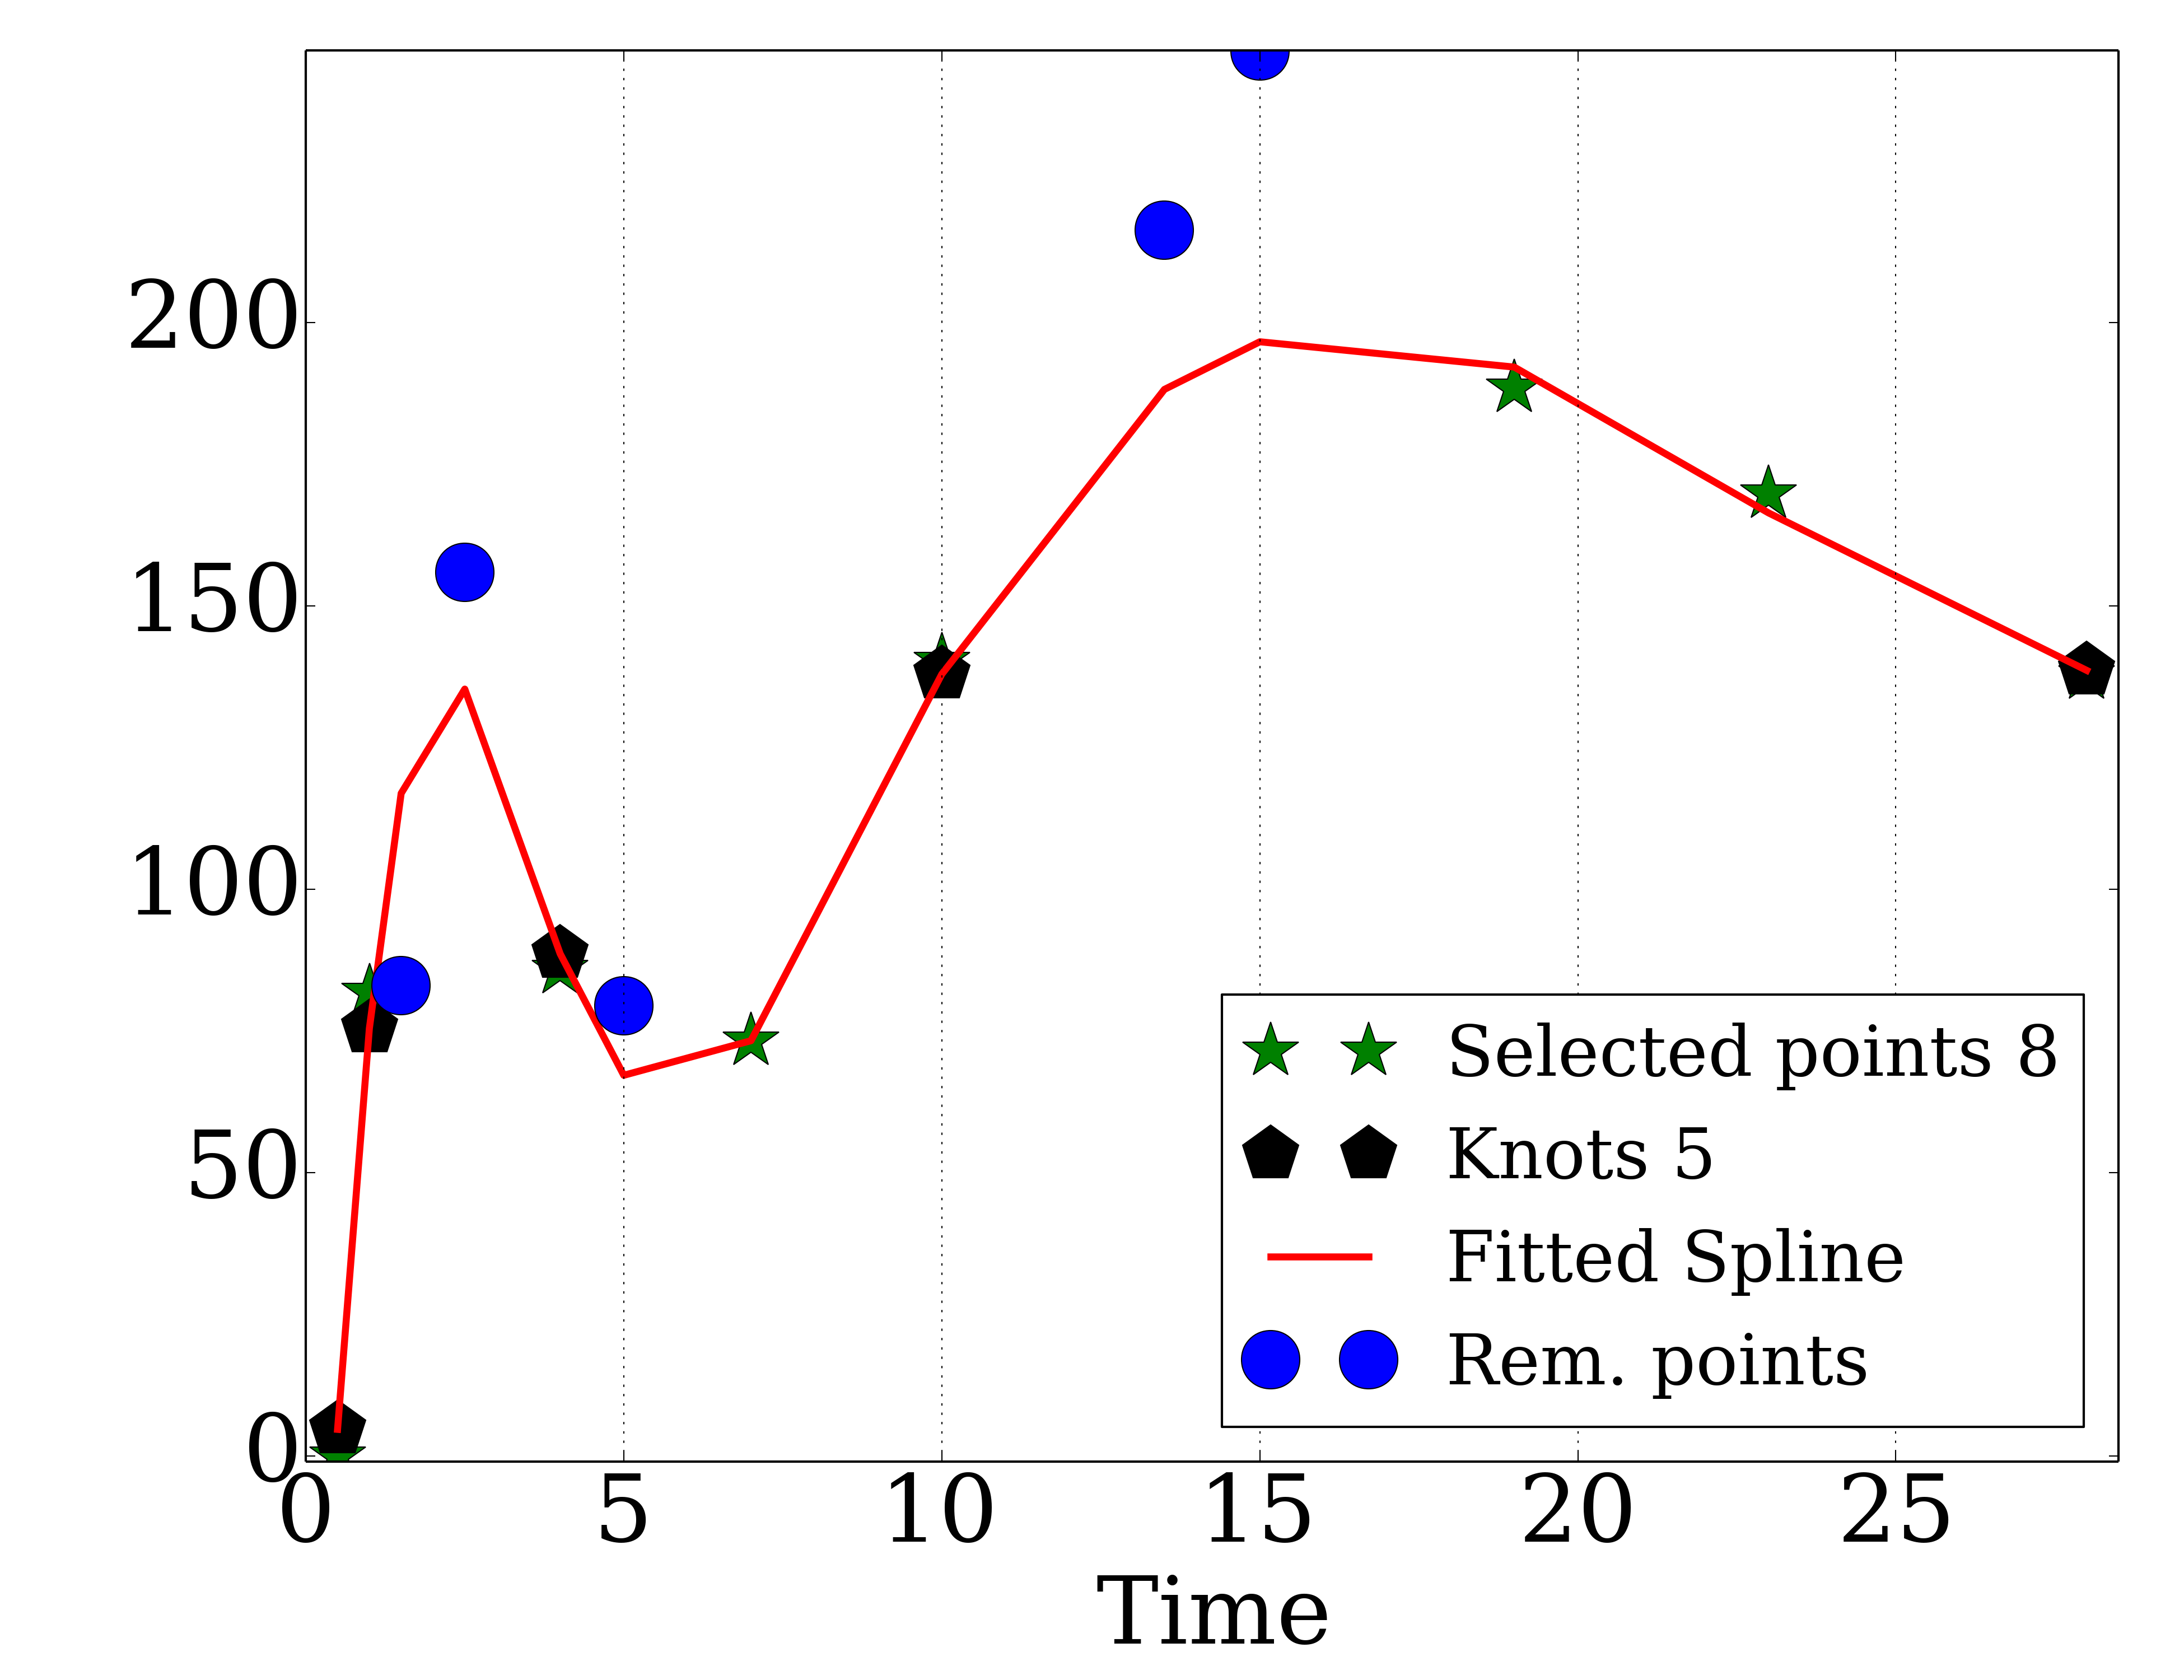 200
150
100
50
0
0 5 10 15 20 25
Time
Selected points 8
Knots 5
Fitted Spline
Rem. points